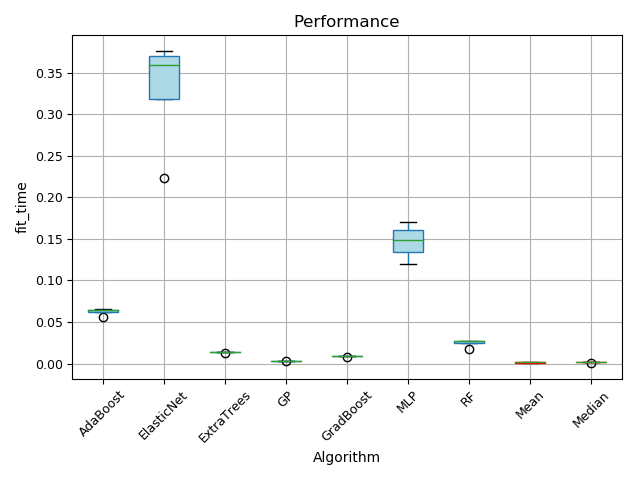 Performance
fit_time
0.35
0.30
0.25
0.20
0.15
0.10
0.05
0.00
AdaBoost
ElasticNet
ExtraTrees
GP
GradBoost
MLP
RF
Mean
Median
Algorithm